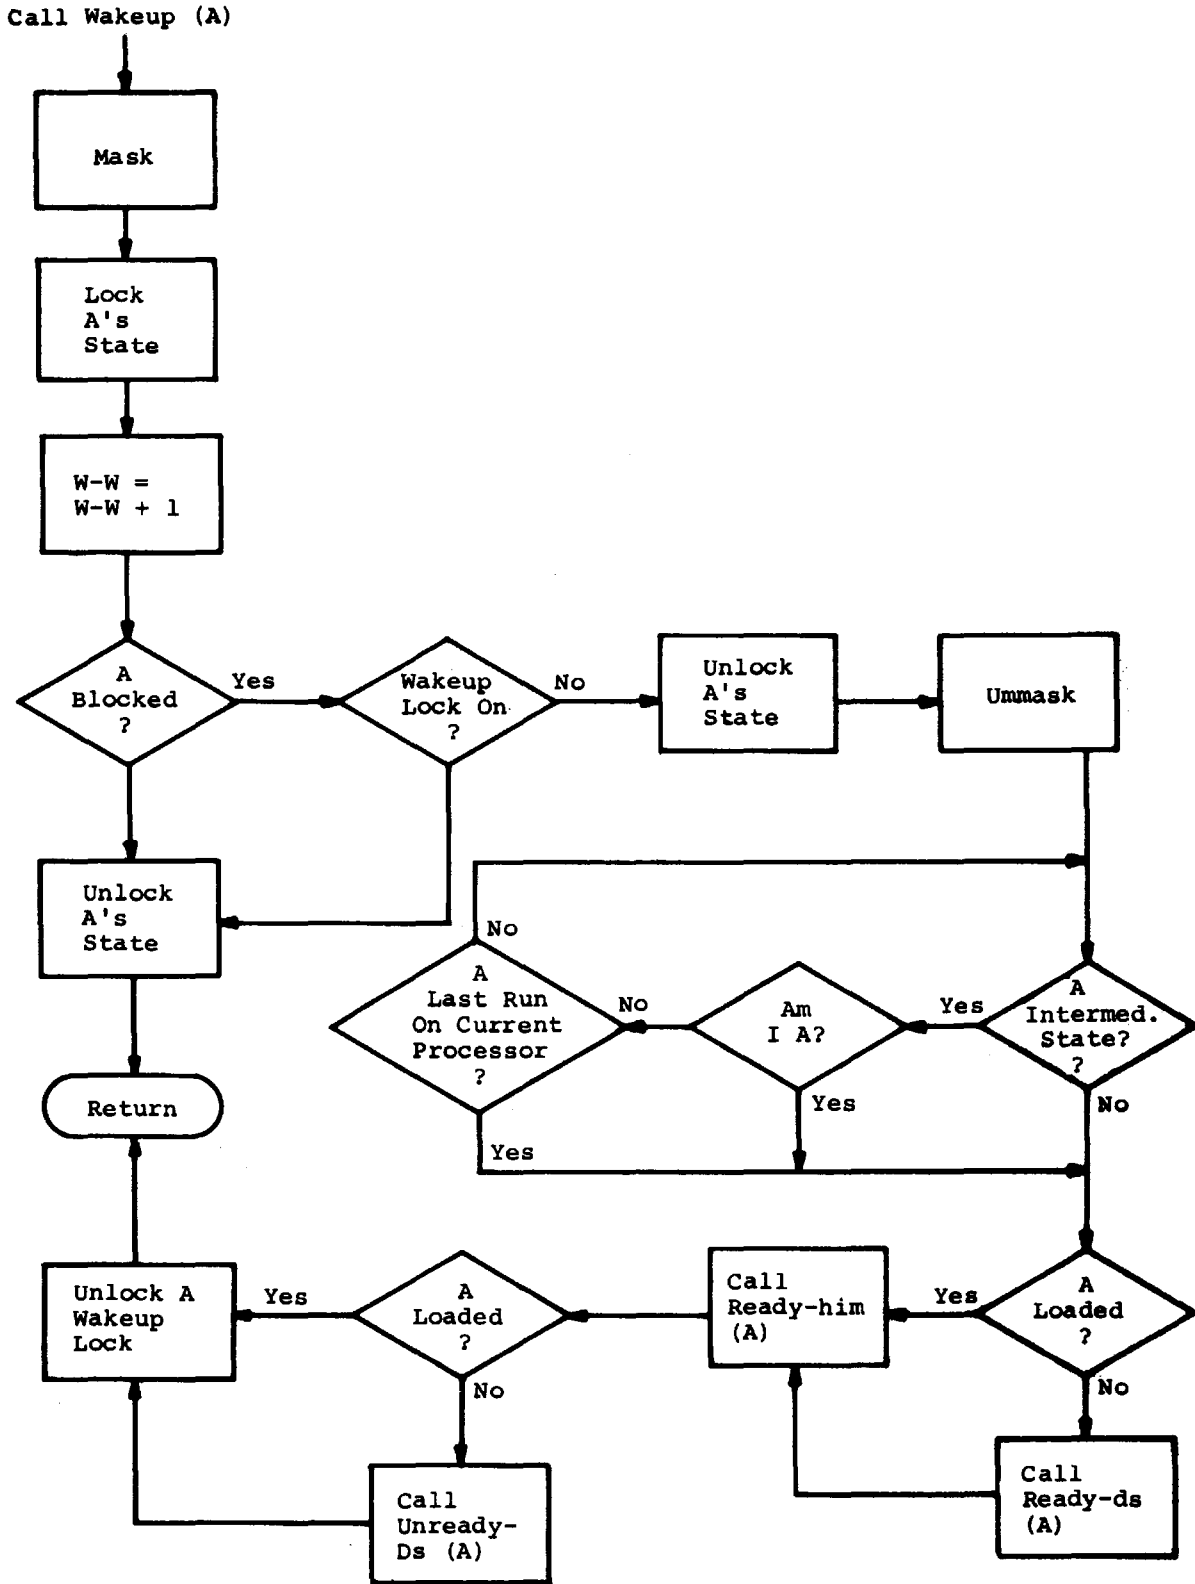 Call Wakeup (A)
Mask
Lock
A's
State
W-W =
W-W + 1
A
Blocked
?
Yes
Wakeup
Lock On
?
No
Unlock
A's
State
Ummask
Unlock
A's
State
No
A
Last Run
On Current
Processor
?
No
Am
I A?
Yes
A
Intermed.
State?
?
Return
Yes
Yes
No
Unlock A
Wakeup
Lock
Yes
A
Loaded
?
Call
Ready-him
(A)
Yes
A
Loaded
?
No
No
Call
Unready-
Ds (A)
Call
Ready-ds
(A)